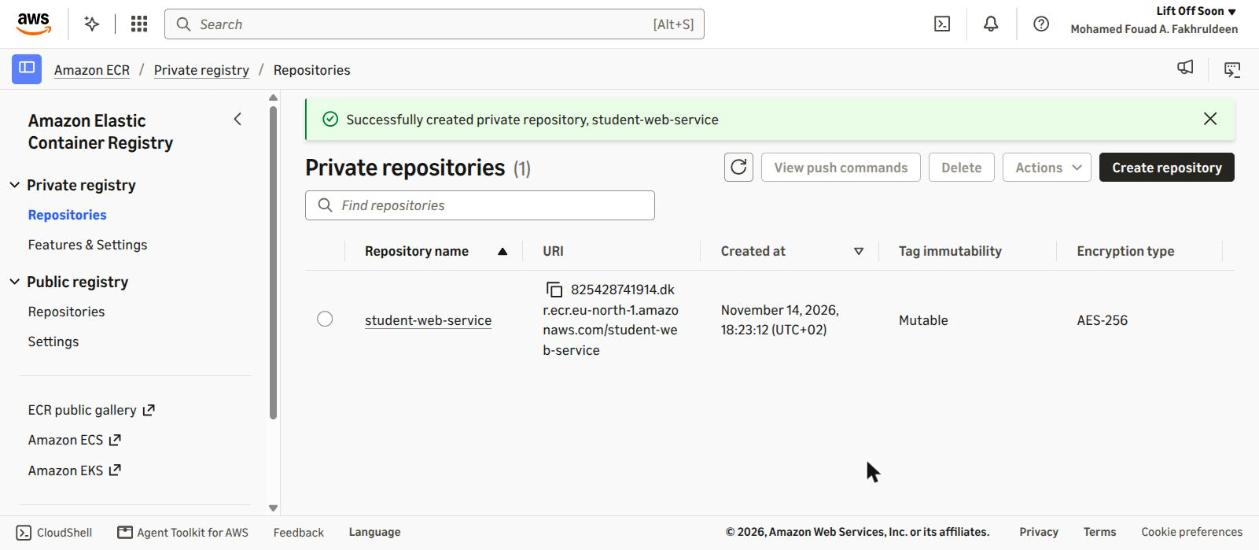 aws
Search [Alt+S]
Lift Off Soon ▼
Mohamed Fouad A. Fakhruldeen
Amazon ECR / Private registry / Repositories
Amazon Elastic
Container Registry
Private registry
Repositories
Features & Settings
Public registry
Repositories
Settings
ECR public gallery
Amazon ECS
Amazon EKS
Successfully created private repository, student-web-service
Private repositories (1)
View push commands
Delete
Actions
Create repository
Find repositories
Repository name
URI
Created at
Tag immutability
Encryption type
student-web-service
825428741914.dk
r.ecr.eu-north-1.amazo
naws.com/student-we
b-service
November 14, 2026,
18:23:12 (UTC+02)
Mutable
AES-256
CloudShell
Agent Toolkit for AWS
Feedback
Language
© 2026, Amazon Web Services, Inc. or its affiliates.
Privacy
Terms
Cookie preferences